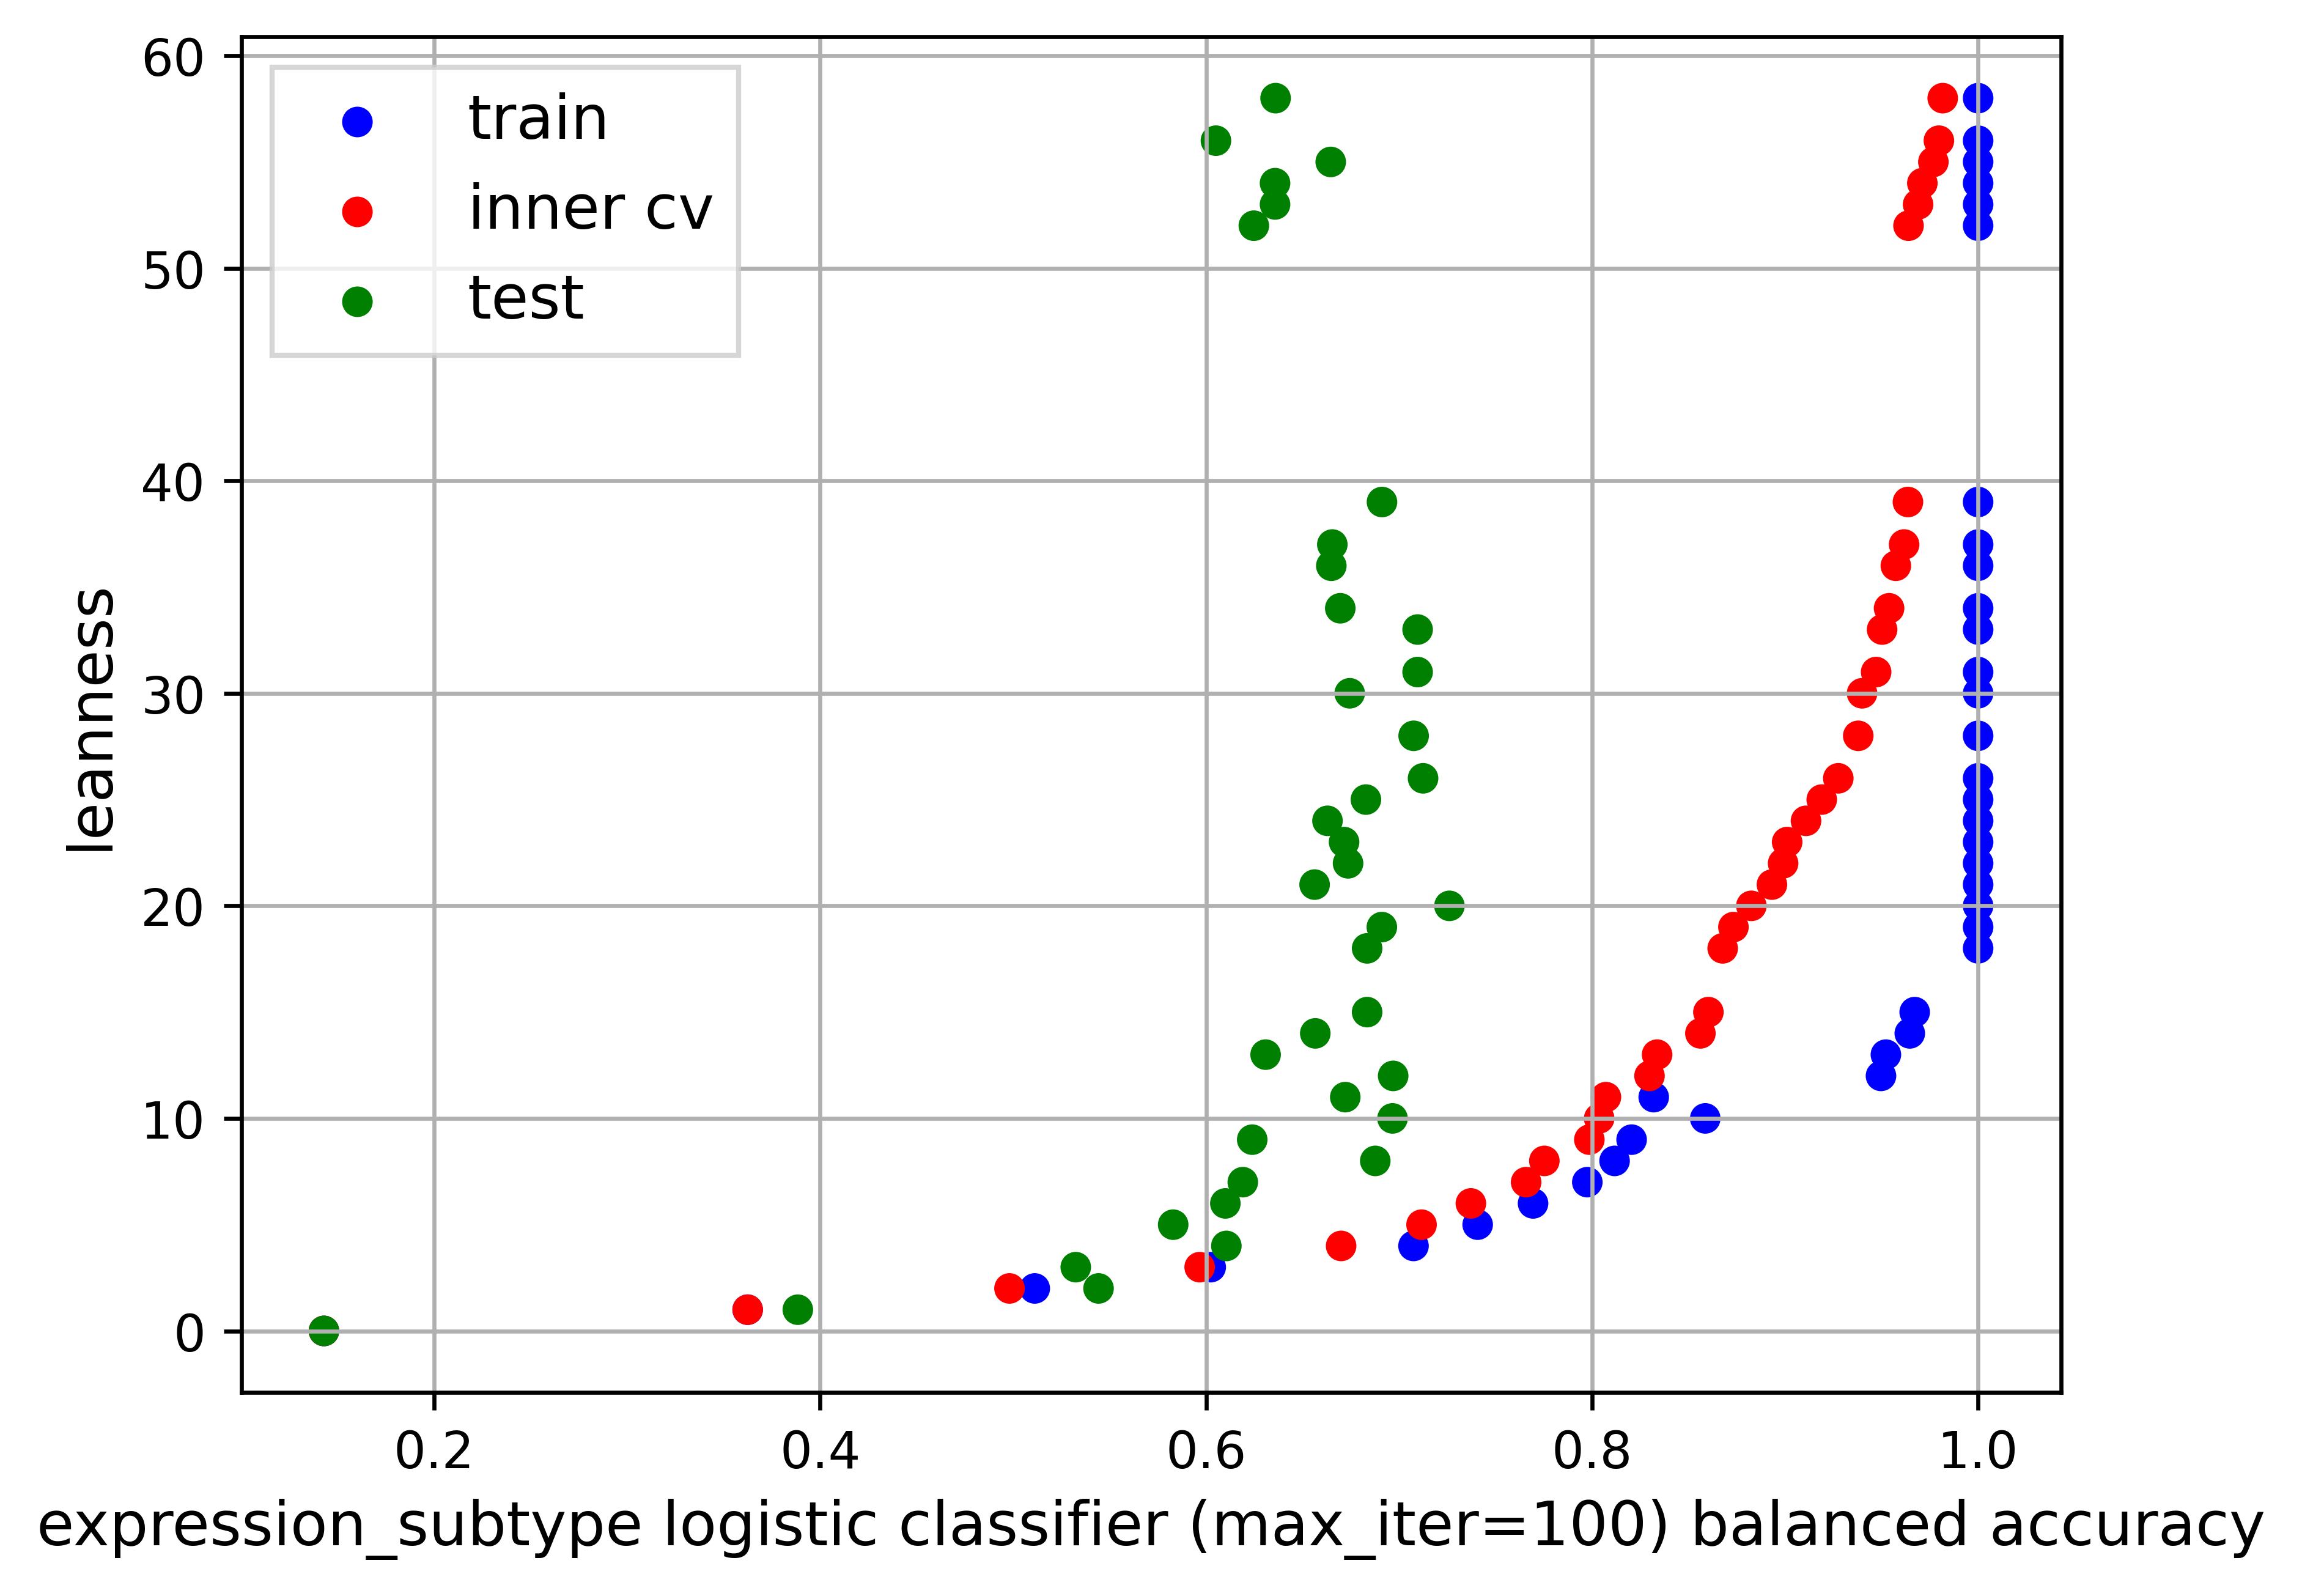 60
50
40
30
20
10
0
leanness
train
inner cv
test
0.2 0.4 0.6 0.8 1.0
expression_subtype logistic classifier (max_iter=100) balanced accuracy